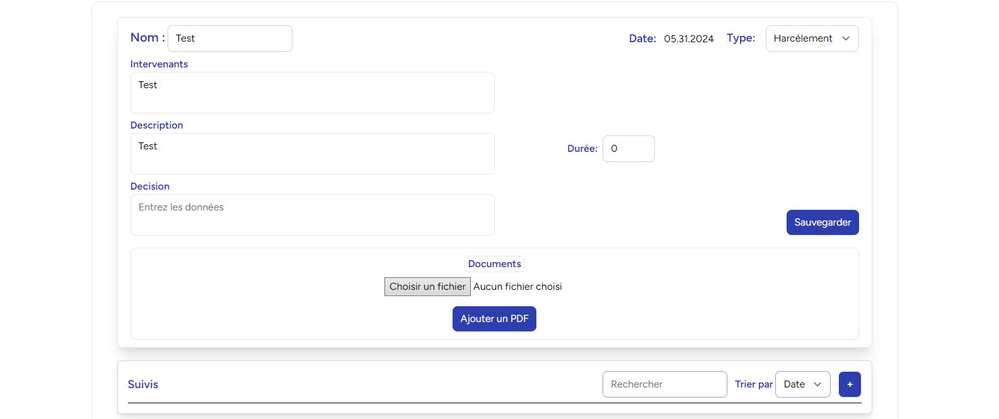 Nom : Test Date: 05.31.2024 Type: Harcèlement
Intervenants
Test
Description
Test
Durée: 0
Decision
Entrez les données
Sauvegarder
Documents
Choisir un fichier Aucun fichier choisi
Ajouter un PDF
Suivis Rechercher Trier par Date +